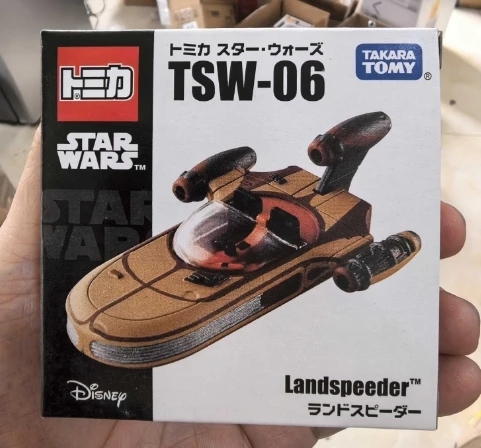 トミカ スター・ウォーズ
TSW-06
トミカ
®
TAKARA
TOMY
®
STAR
WARS™
STAR
WARS
Disney
Landspeeder™
ランドスピーダー